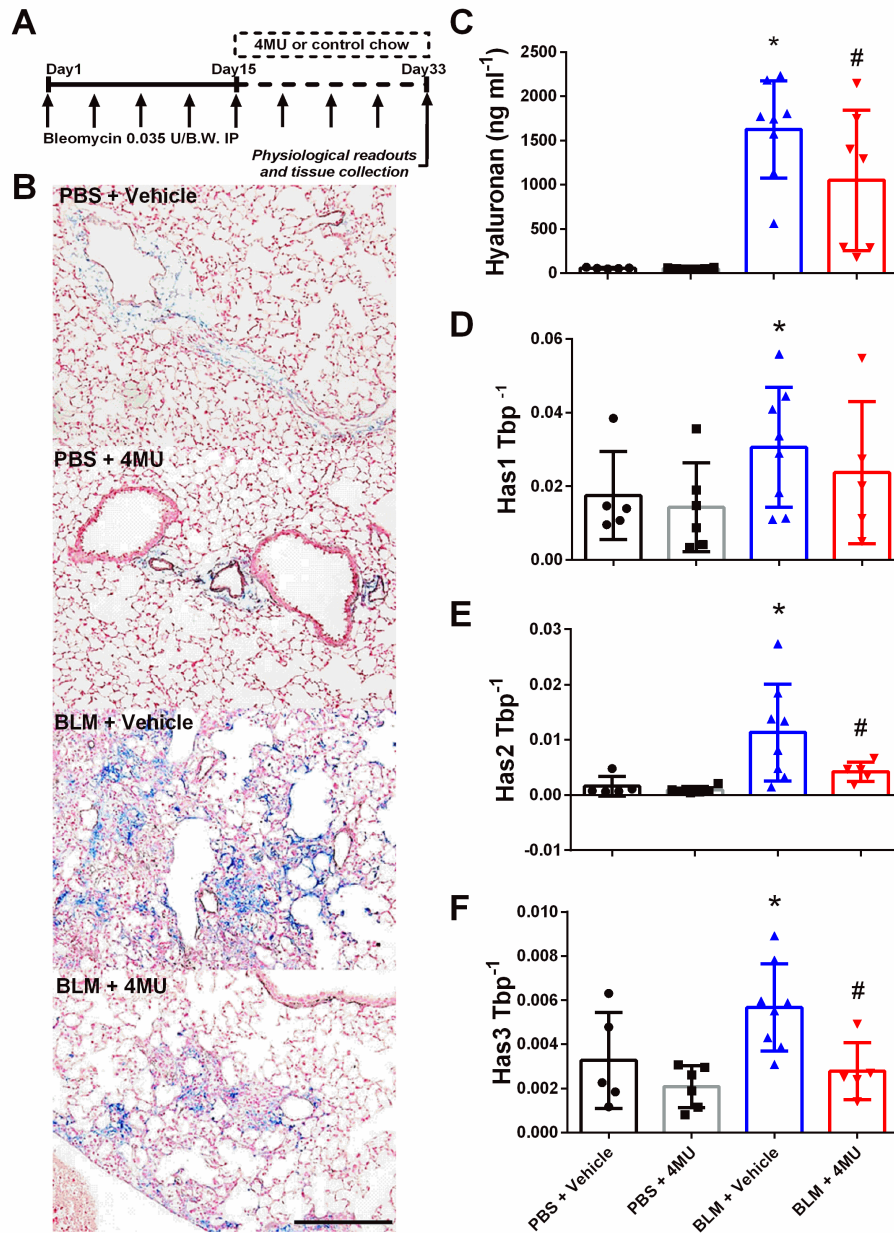 A
4MU or control chow
Day1
Day15
Day33
Bleomycin 0.035 U/B.W. IP
Physiological readouts
and tissue collection
B
PBS + Vehicle
PBS + 4MU
BLM + Vehicle
BLM + 4MU
C
Hyaluronan (ng ml⁻¹)
2500
2000
1500
1000
500
0
*
#
D
Has1 Tbp ⁻¹
0.06
0.04
0.02
0.00
*
E
Has2 Tbp⁻¹
0.03
0.02
0.01
0.00
-0.01
*
#
F
Has3 Tbp⁻¹
0.010
0.008
0.006
0.004
0.002
0.000
*
#
PBS + Vehicle
PBS + 4MU
BLM + Vehicle
BLM + 4MU